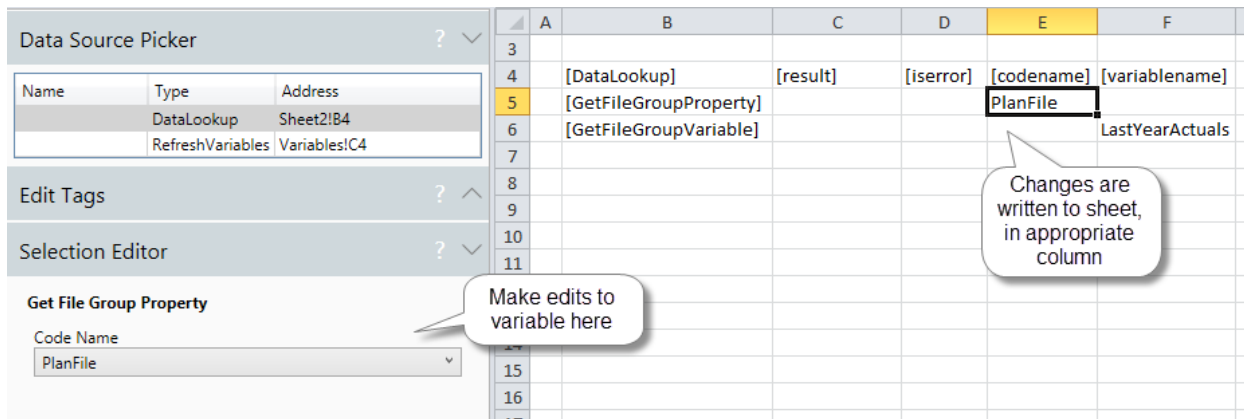 Data Source Picker ?
Name Type Address
DataLookup Sheet2!B4
RefreshVariables Variables!C4
Edit Tags ?
Selection Editor ?
Get File Group Property
Code Name
PlanFile
Make edits to
variable here
A B C D E F
3
4 [DataLookup] [result] [iserror] [codename] [variablename]
5 [GetFileGroupProperty] PlanFile
6 [GetFileGroupVariable] LastYearActuals
7
8
9
10
11
15
16
Changes are
written to sheet,
in appropriate
column